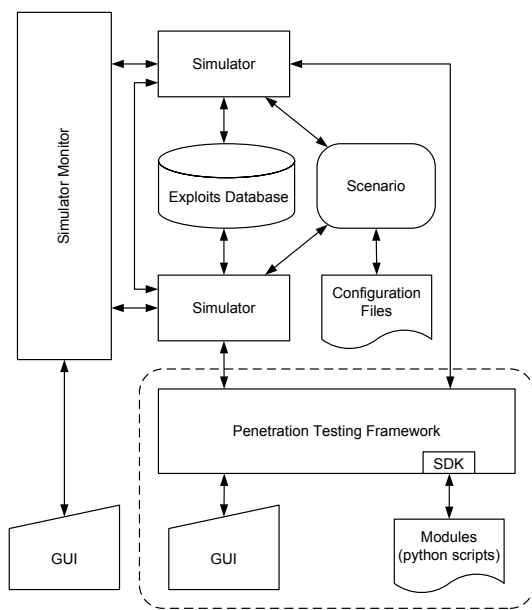 Simulator Monitor
Simulator
Exploits Database
Scenario
Simulator
Configuration
Files
Penetration Testing Framework
SDK
GUI
GUI
Modules
(python scripts)